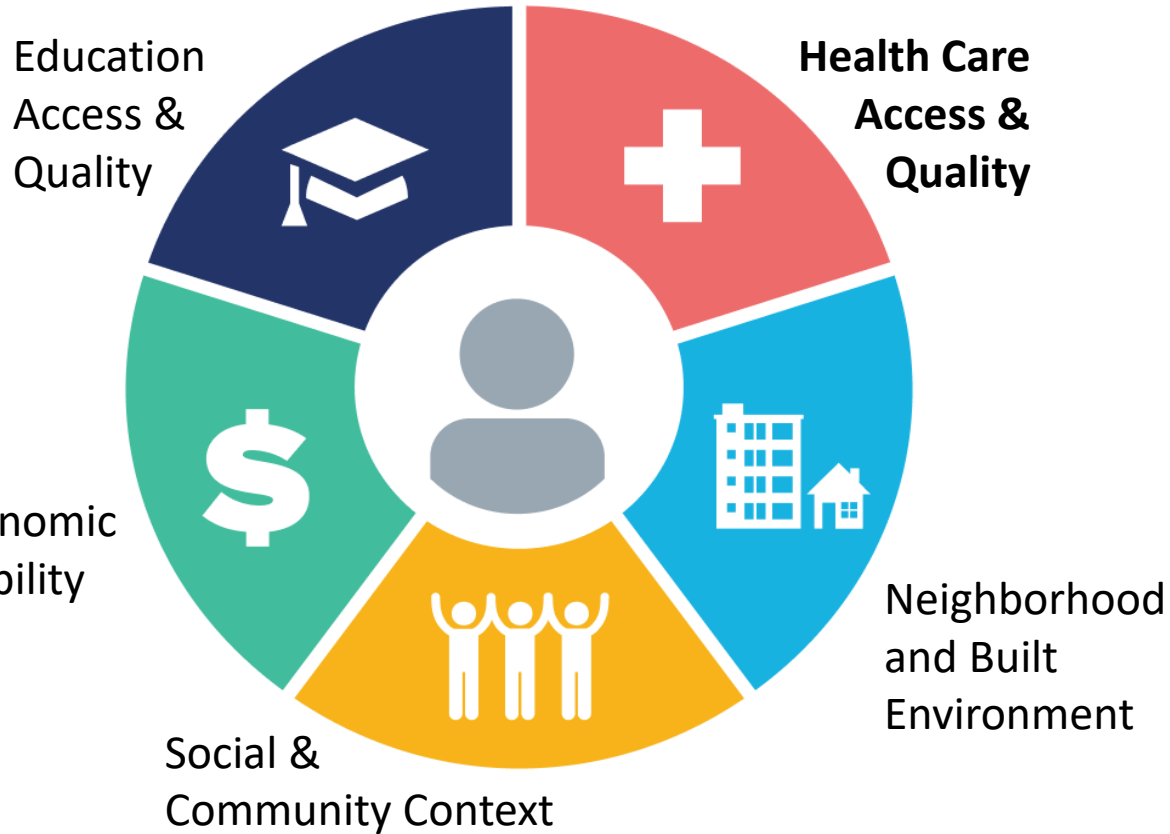 Education
Access &
Quality
Health Care
Access &
Quality
$
nomic
bility
Neighborhood
and Built
Environment
Social &
Community Context